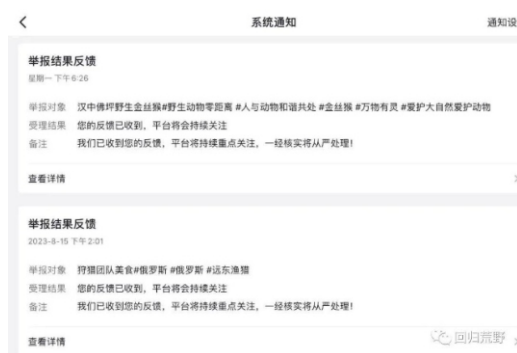 系统通知
通知设
举报结果反馈
星期一 下午6:26
举报对象 汉中佛坪野生金丝猴#野生动物零距离 #人与动物和谐共处 #金丝猴 #万物有灵 #爱护大自然爱护动物
受理结果 您的反馈已收到，平台将会持续关注
备注 我们已收到您的反馈，平台将持续重点关注，一经核实将从严处理！
查看详情
举报结果反馈
2023-8-15 下午2:01
举报对象 狩猎团队美食#俄罗斯 #俄罗斯 #远东渔猎
受理结果 您的反馈已收到，平台将会持续关注
备注 我们已收到您的反馈，平台将持续重点关注，一经核实将从严处理！
查看详情
回归荒野